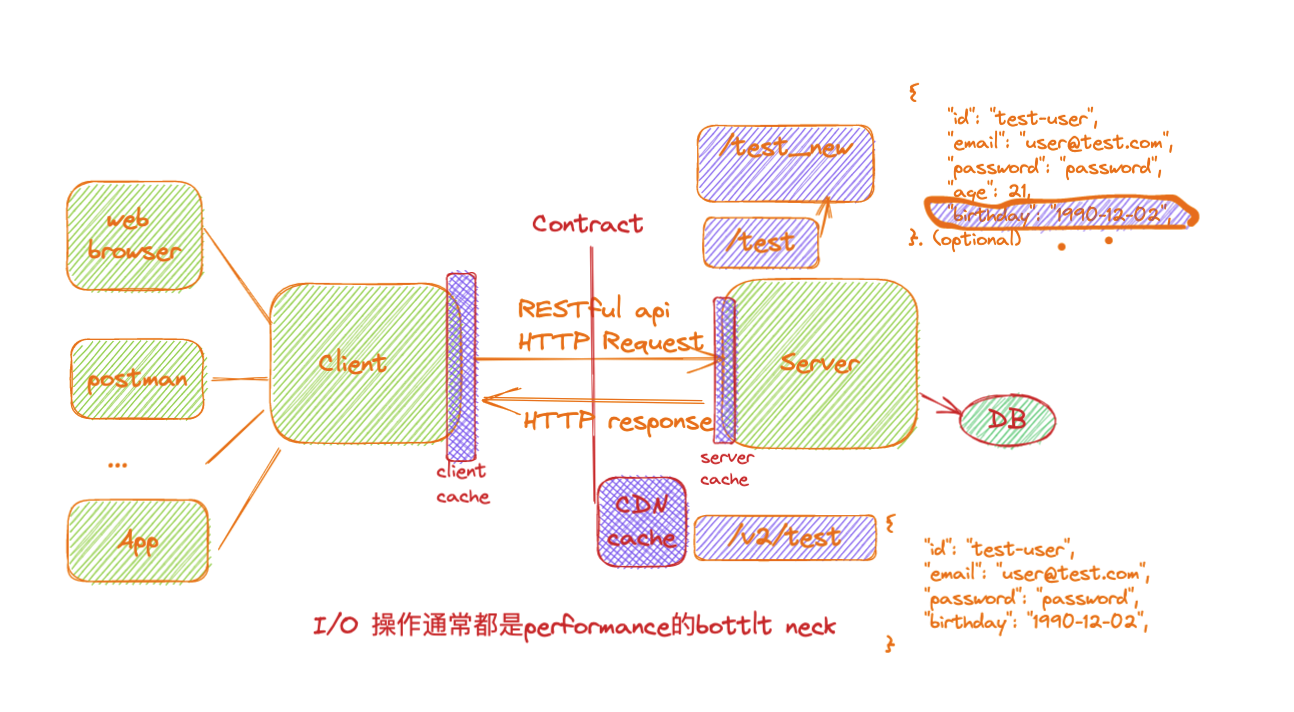 {
"id": "test-user",
"email": "user@test.com",
"password": "password",
"age": 21,
"birthday": "1990-12-02",
}. (optional)
/test_new
/test
Contract
web
browser
RESTful api
HTTP Request
Client
Server
postman
HTTP response
DB
...
client
cache
server
cache
CDN
cache
/v2/test
App
{
"id": "test-user",
"email": "user@test.com",
"password": "password",
"birthday": "1990-12-02",
}
I/O 操作通常都是performance的bottlt neck